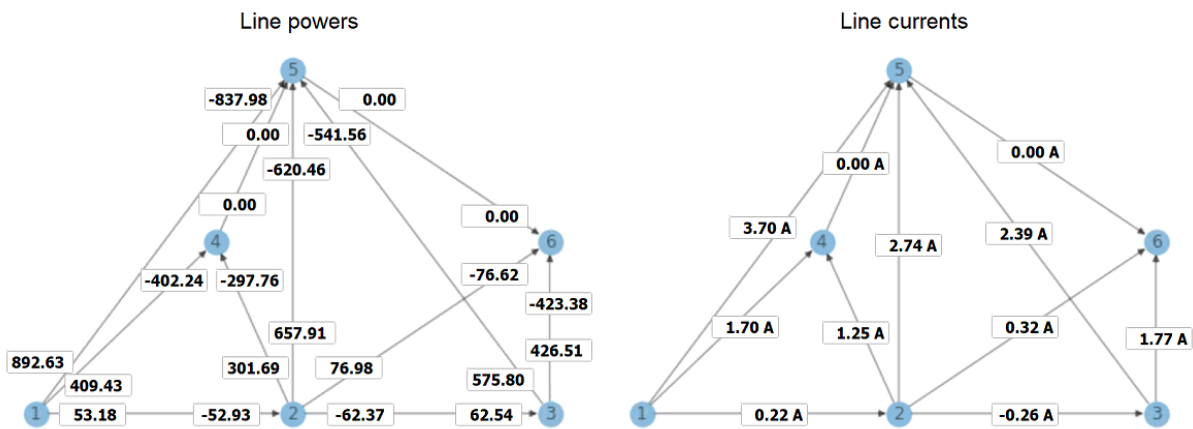 Line powers
Line currents
5
5
-837.98
0.00
0.00
-541.56
0.00 A
0.00 A
-620.46
0.00
0.00
3.70 A
2.39 A
4
6
4
2.74 A
6
-402.24
-297.76
-76.62
-423.38
657.91
1.70 A
1.25 A
0.32 A
1.77 A
426.51
892.63
301.69
76.98
409.43
575.80
1
53.18
-52.93
2
-62.37
62.54
3
1
0.22 A
2
-0.26 A
3